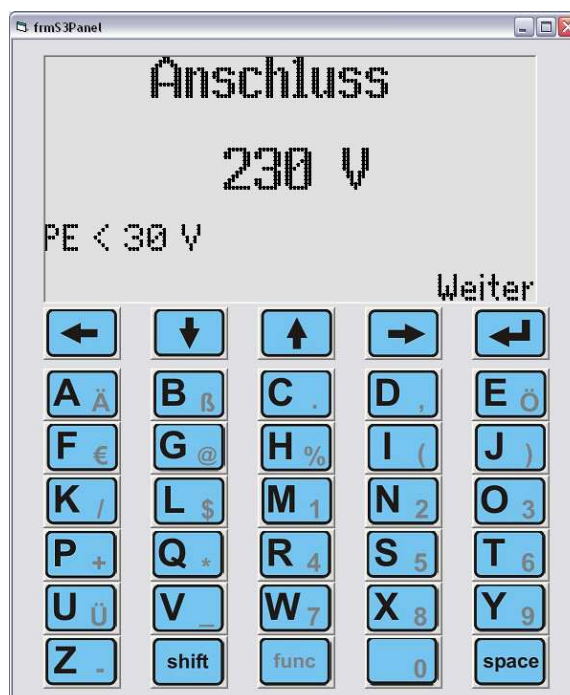 frmS3Panel
Anschluss
230 V
PE < 30 V
Weiter
A Ä B ß C . D , E Ö
F € G @ H % I ( J )
K / L $ M 1 N 2 O 3
P + Q * R 4 S 5 T 6
U Ü V _ W 7 X 8 Y 9
Z - shift func 0 space